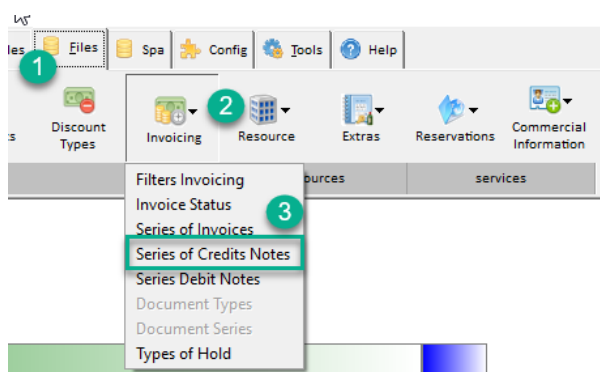 les Files Spa Config Tools Help
1
2
s Discount Types Invoicing Resource Extras Reservations Commercial Information
ources services
Filters Invoicing
Invoice Status
3
Series of Invoices
Series of Credits Notes
Series Debit Notes
Document Types
Document Series
Types of Hold